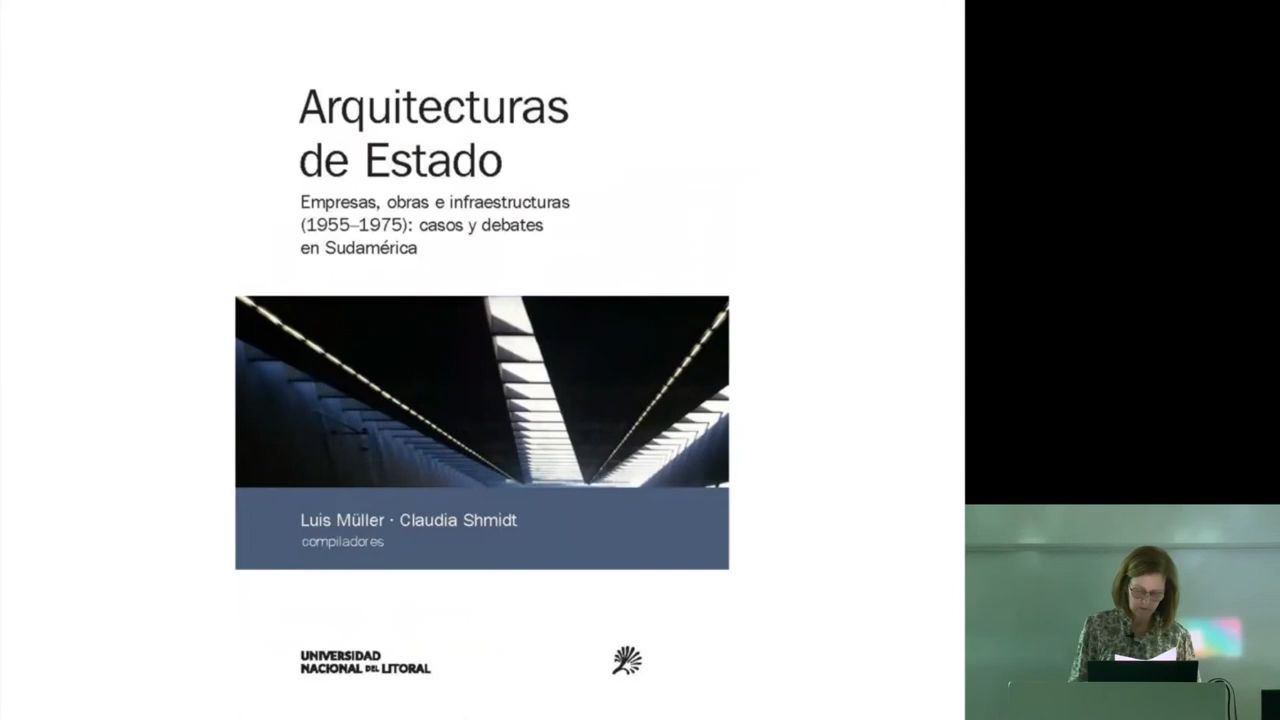 Arquitecturas
de Estado
Empresas, obras e infraestructuras
(1955–1975): casos y debates
en Sudamérica
Luis Müller · Claudia Shmidt
compiladores
UNIVERSIDAD
NACIONAL DEL LITORAL